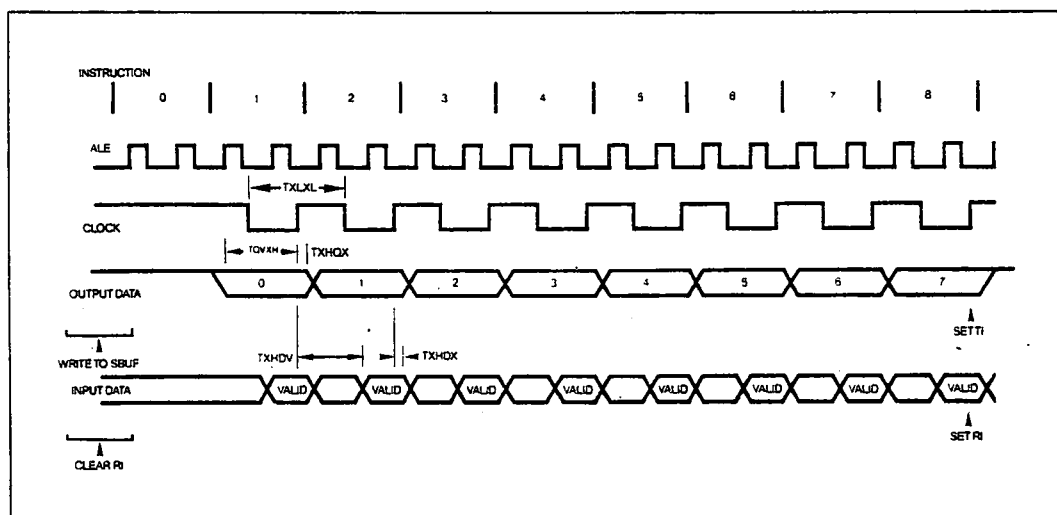 INSTRUCTION
0 1 2 3 4 5 6 7 8
ALE
TXLXL
CLOCK
TQVXH TXHQX
OUTPUT DATA 0 1 2 3 4 5 6 7
SET TI
WRITE TO SBUF
TXHDV TXHDX
INPUT DATA VALID VALID VALID VALID VALID VALID VALID VALID
SET RI
CLEAR RI